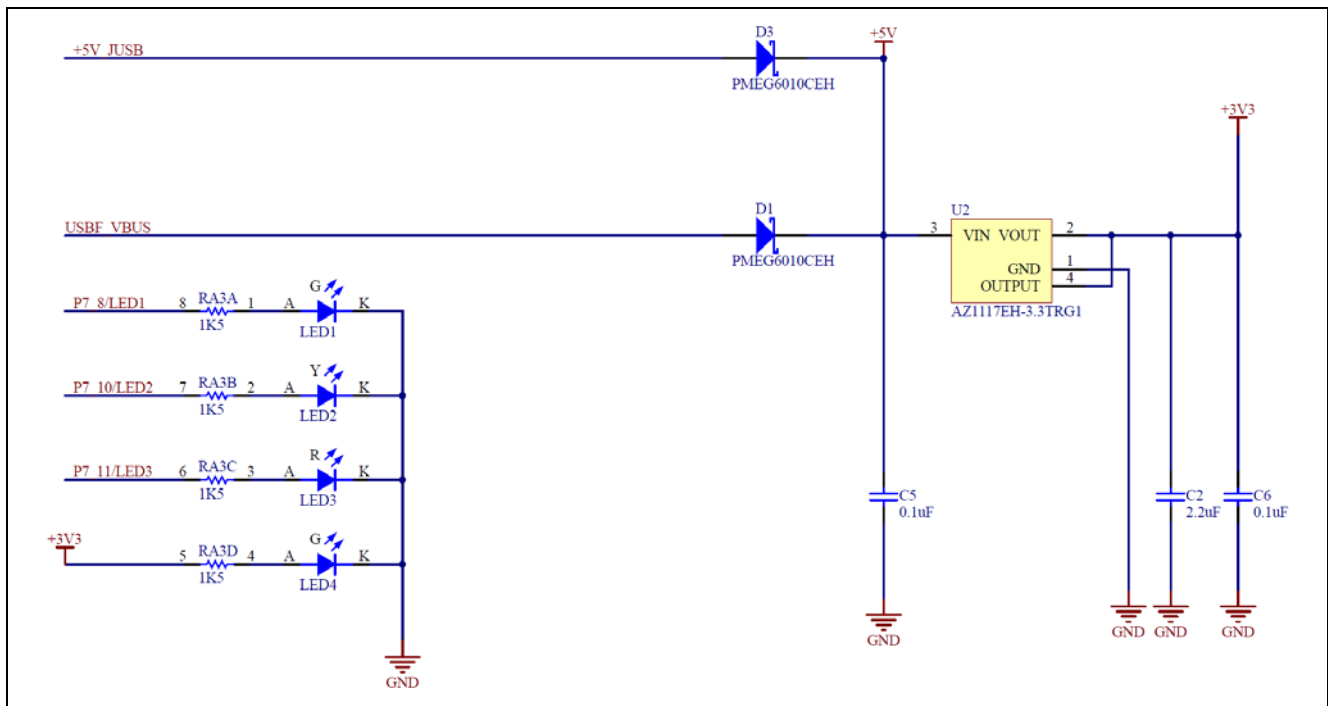 +5V_JUSB
D3
PMEG6010CEH
+5V
+3V3
USBF_VBUS
D1
PMEG6010CEH
U2
3 VIN VOUT 2
GND 1
OUTPUT 4
AZ1117EH-3.3TRG1
P7_8/LED1 8 RA3A 1 A G K
1K5 LED1
P7_10/LED2 7 RA3B 2 A Y K
1K5 LED2
P7_11/LED3 6 RA3C 3 A R K
1K5 LED3
+3V3
5 RA3D 4 A G K
1K5 LED4
GND
C5
0.1uF
GND
C2
2.2uF
C6
0.1uF
GND GND GND